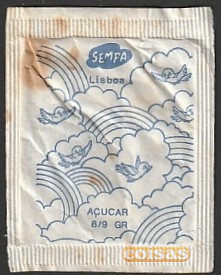 SEMPA
Lisboa
AÇUCAR
8/9 GR
coisas